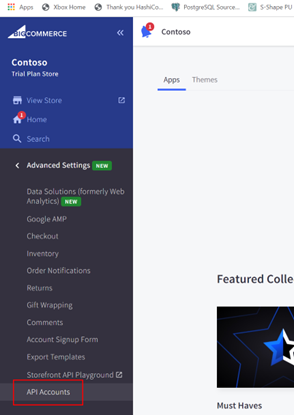 Apps
Xbox Home
Thank you HashiCo...
PostgreSQL Source...
S-Shape PU
BIGCOMMERCE
1
Contoso
Contoso
Trial Plan Store
Apps
Themes
View Store
1
Home
Search
Advanced Settings NEW
Data Solutions (formerly Web
Analytics) NEW
Google AMP
Checkout
Inventory
Order Notifications
Returns
Gift Wrapping
Comments
Account Signup Form
Export Templates
Storefront API Playground
API Accounts
Featured Colle
Must Haves